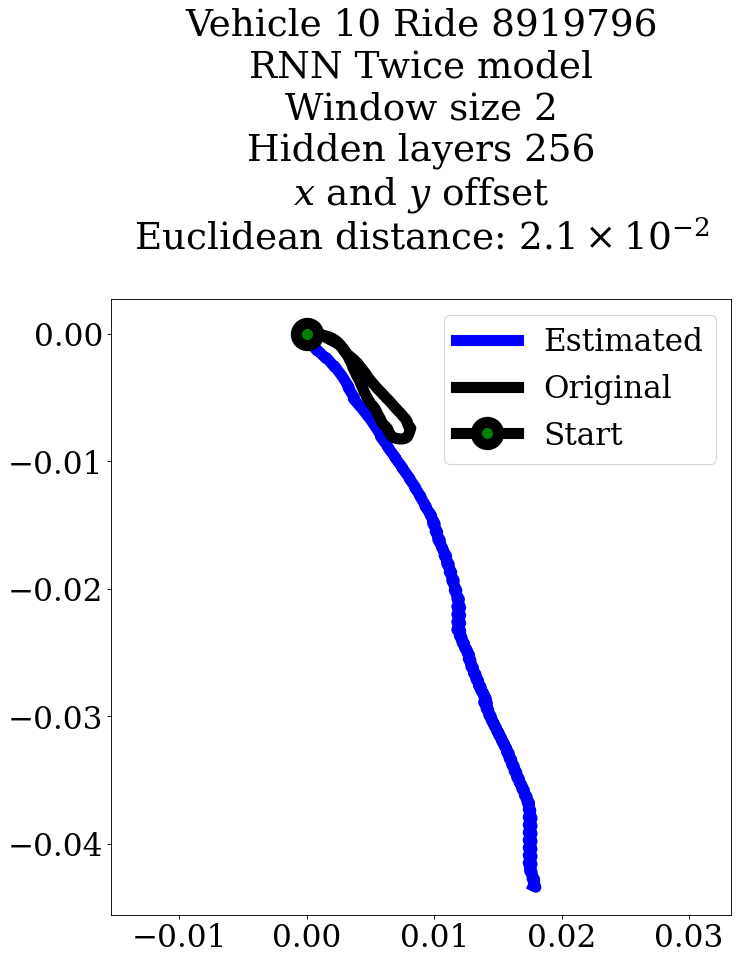 Vehicle 10 Ride 8919796
RNN Twice model
Window size 2
Hidden layers 256
x and y offset
Euclidean distance: 2.1 × 10⁻²
Estimated
Original
Start
0.00
−0.01
−0.02
−0.03
−0.04
−0.01 0.00 0.01 0.02 0.03